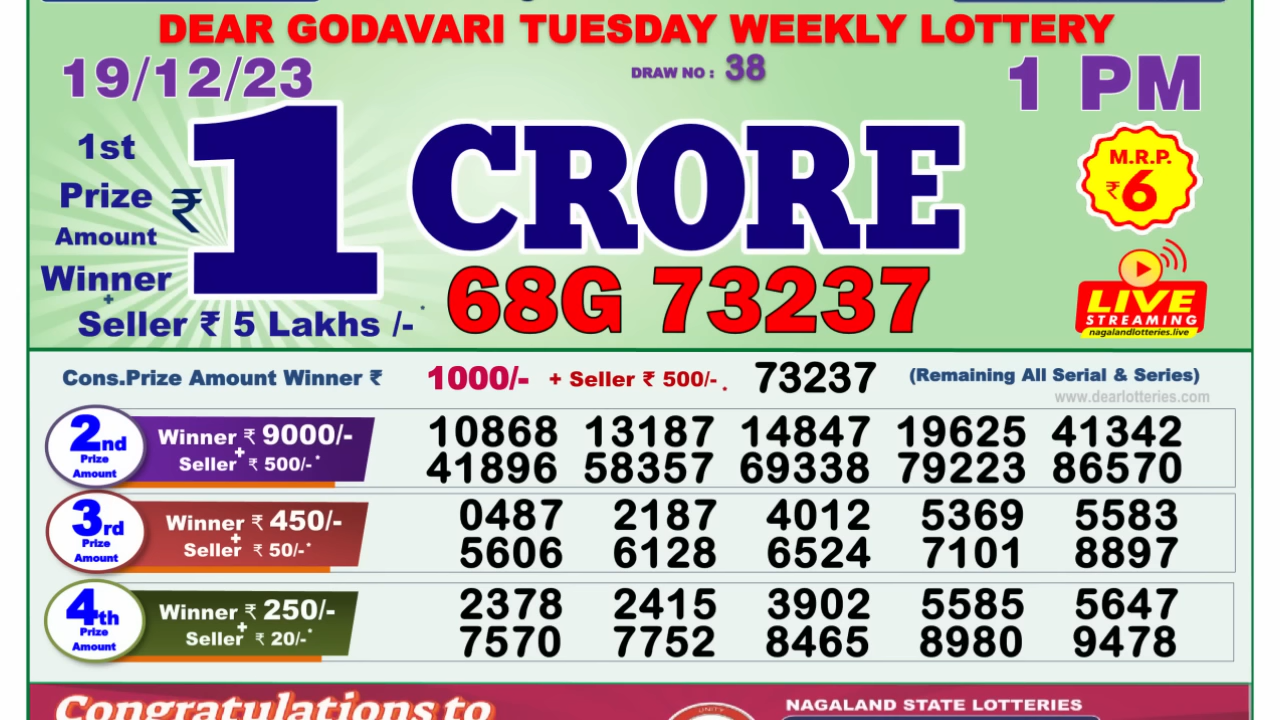 DEAR GODAVARI TUESDAY WEEKLY LOTTERY
19/12/23
DRAW NO : 38
1 PM
1st
Prize
Amount
Winner
+
Seller ₹ 5 Lakhs /-*
₹ 1 CRORE
68G 73237
M.R.P.
₹6
LIVE
STREAMING
nagalandlotteries.live
Cons.Prize Amount Winner ₹ 1000/- + Seller ₹ 500/- . 73237 (Remaining All Serial & Series)
www.dearlotteries.com
2nd
Prize
Amount
Winner ₹ 9000/-
+
Seller ₹ 500/-*
10868 13187 14847 19625 41342
41896 58357 69338 79223 86570
3rd
Prize
Amount
Winner ₹ 450/-
+
Seller ₹ 50/-*
0487 2187 4012 5369 5583
5606 6128 6524 7101 8897
4th
Prize
Amount
Winner ₹ 250/-
+
Seller ₹ 20/-*
2378 2415 3902 5585 5647
7570 7752 8465 8980 9478
Congratulations to
UNITY
NAGALAND STATE LOTTERIES